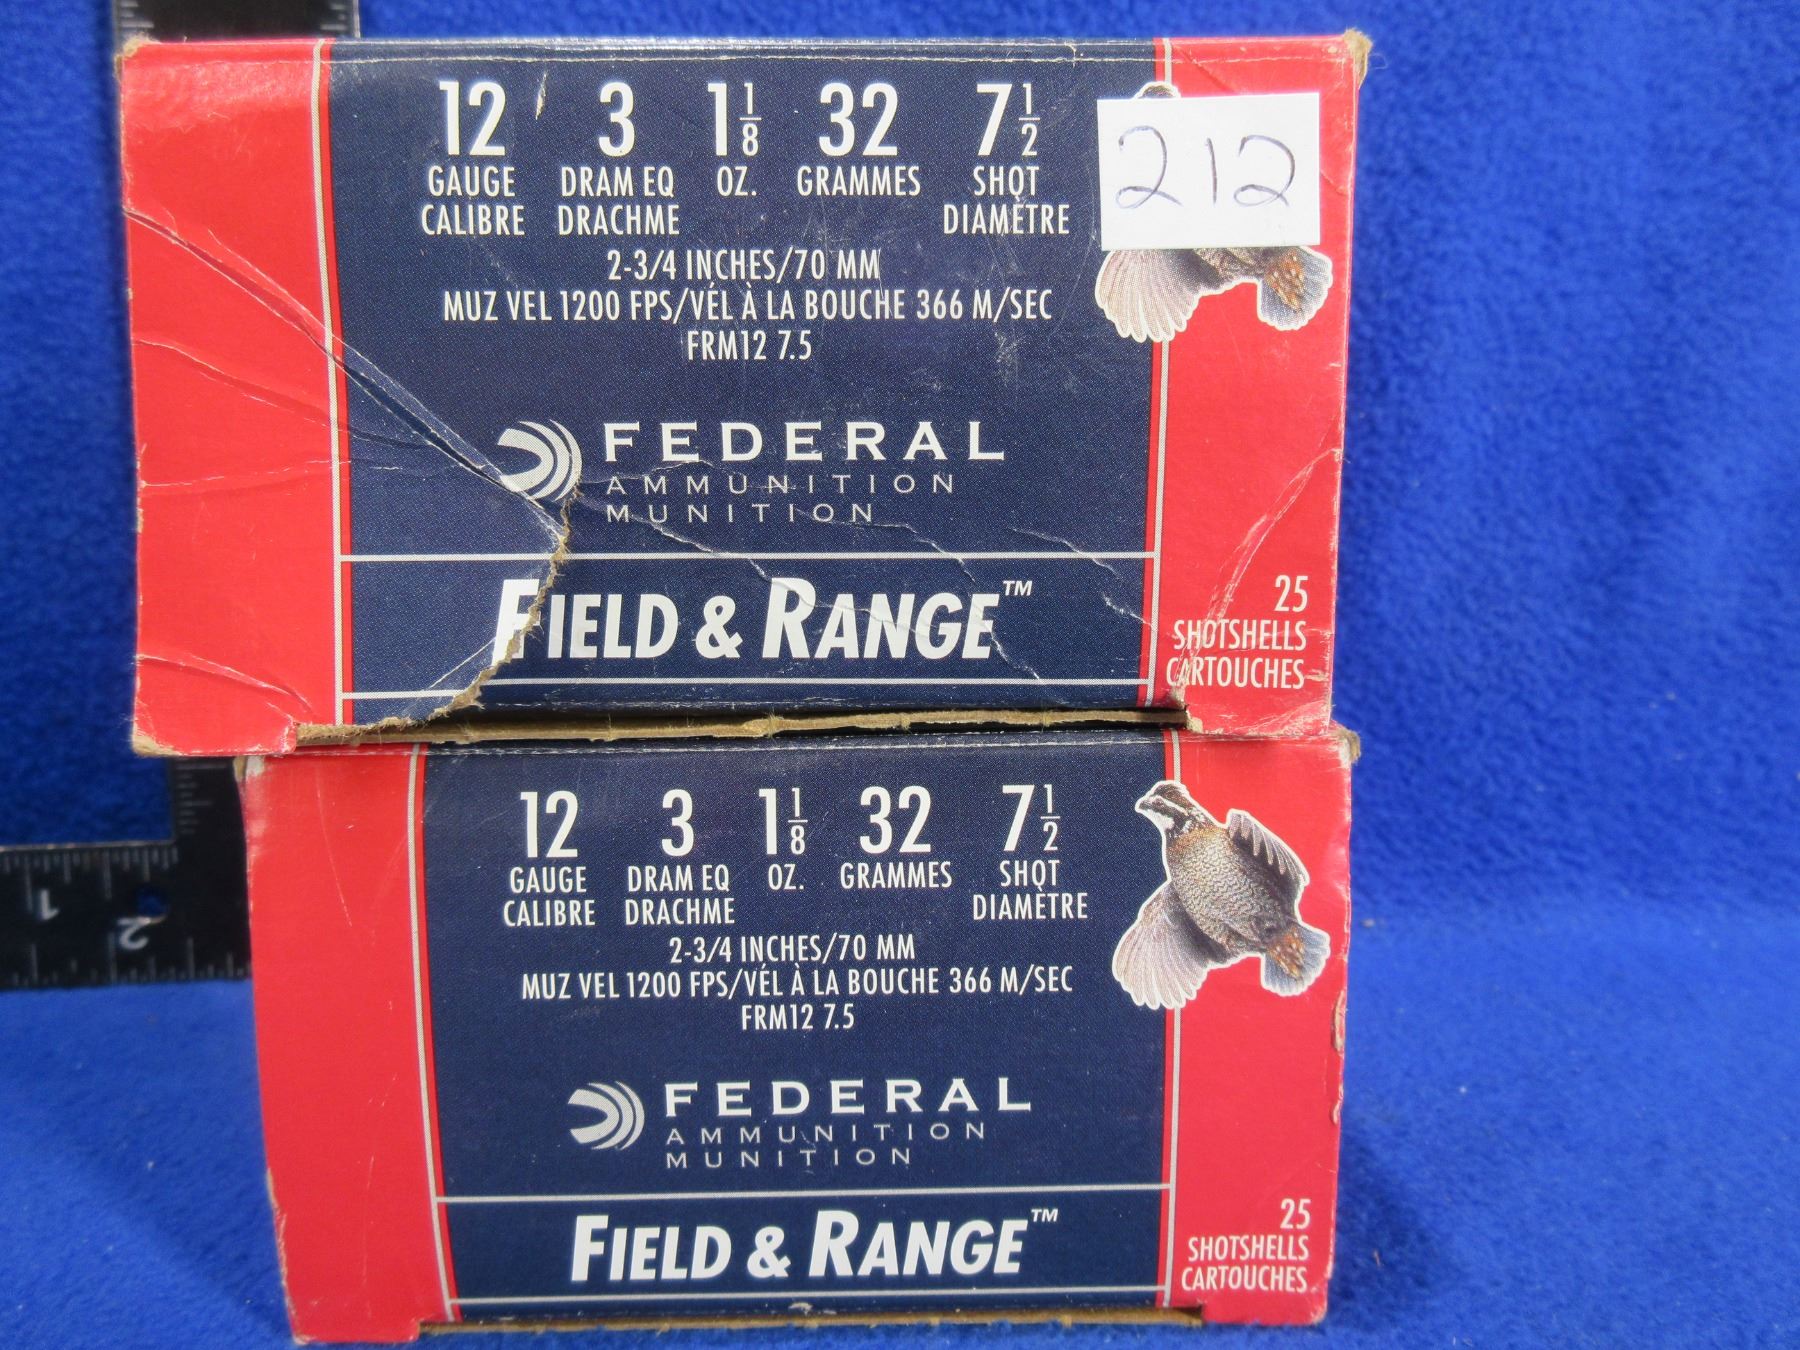 12 3 1 1/8 32 7 1/2
GAUGE DRAM EQ OZ. GRAMMES SHOT
CALIBRE DRACHME DIAMÈTRE
212
2-3/4 INCHES/70 MM
MUZ VEL 1200 FPS/VÉL À LA BOUCHE 366 M/SEC
FRM12 7.5
FEDERAL
AMMUNITION
MUNITION
FIELD & RANGE™
25
SHOTSHELLS
CARTOUCHES
12 3 1 1/8 32 7 1/2
GAUGE DRAM EQ OZ. GRAMMES SHOT
CALIBRE DRACHME DIAMÈTRE
2-3/4 INCHES/70 MM
MUZ VEL 1200 FPS/VÉL À LA BOUCHE 366 M/SEC
FRM12 7.5
FEDERAL
AMMUNITION
MUNITION
FIELD & RANGE™
25
SHOTSHELLS
CARTOUCHES
1 2